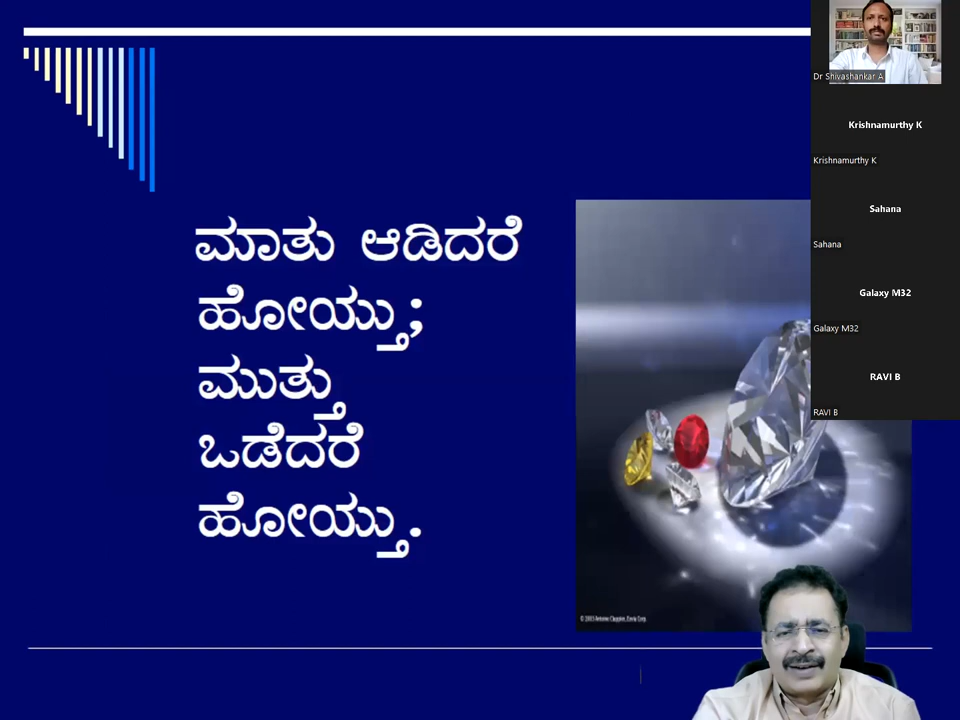 ಮಾತು ಆಡಿದರೆ
ಹೋಯ್ತು;
ಮುತ್ತು
ಒಡೆದರೆ
ಹೋಯ್ತು.
Dr Shivashankar A
Krishnamurthy K
Krishnamurthy K
Sahana
Sahana
Galaxy M32
Galaxy M32
RAVI B
RAVI B